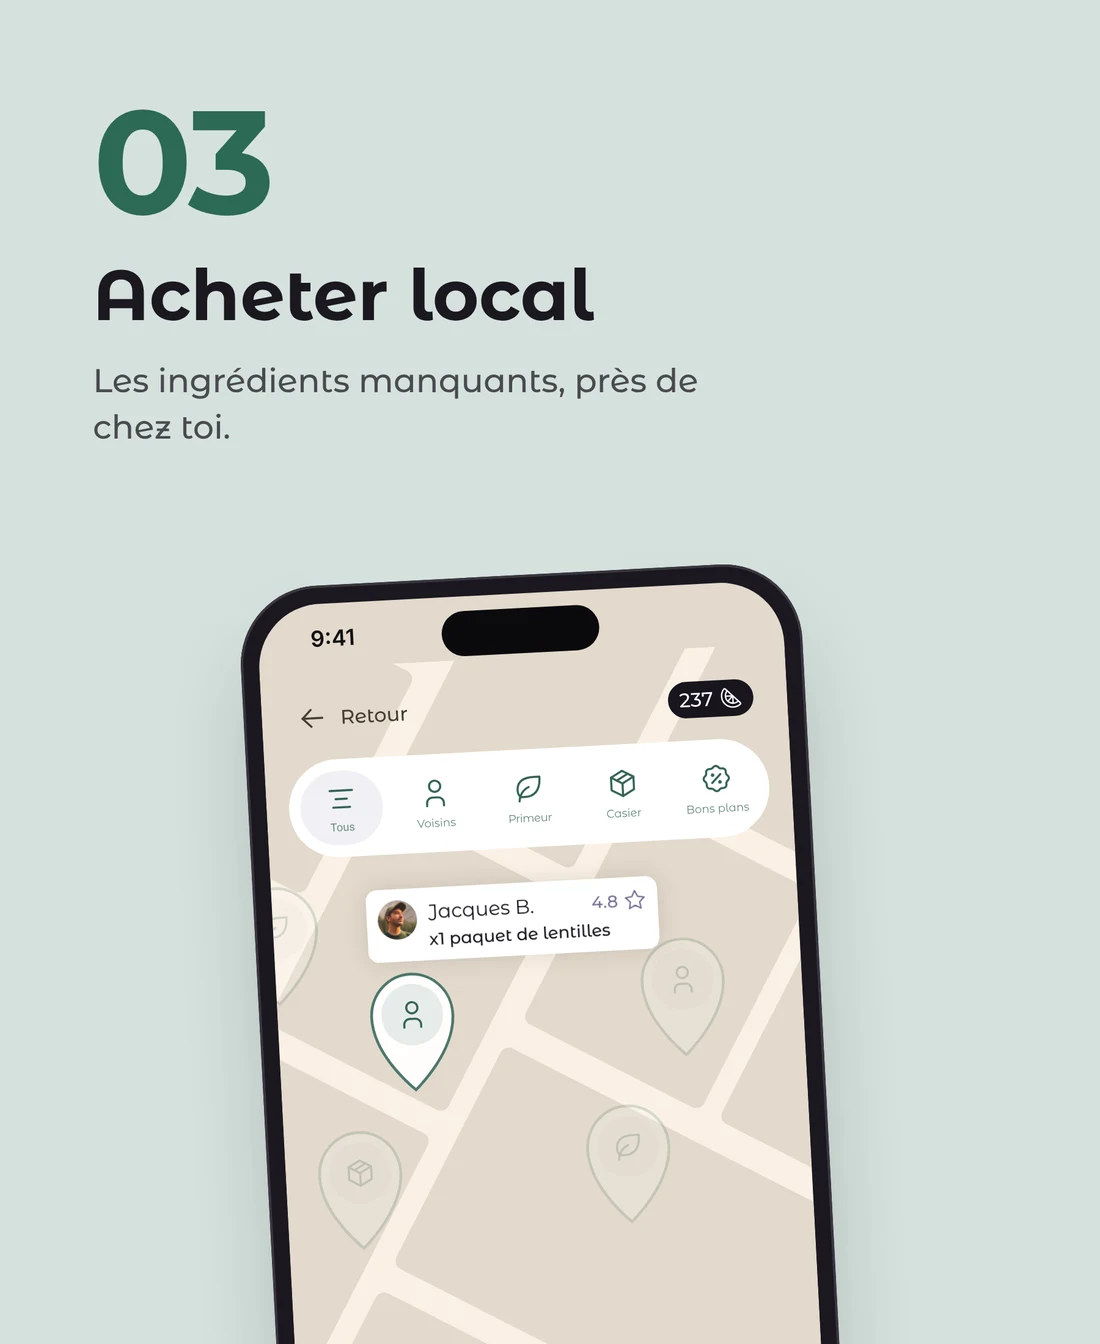 03
Acheter local
Les ingrédients manquants, près de
chez toi.
9:41
Retour
237
Tous
Voisins
Primeur
Casier
Bons plans
Jacques B.
4.8
x1 paquet de lentilles